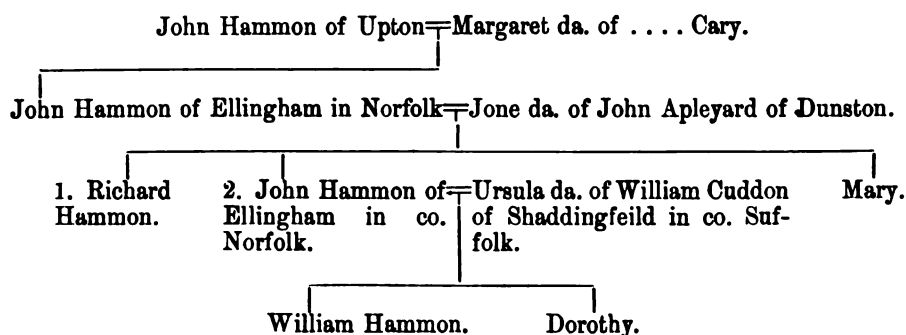 John Hammon of Upton=Margaret da. of .... Cary.
John Hammon of Ellingham in Norfolk=Jone da. of John Apleyard of Dunston.
1. Richard
Hammon.
2. John Hammon of=
Ellingham in co.
Norfolk.
Ursula da. of William Cuddon
of Shaddingfeild in co. Suf-
folk.
Mary.
William Hammon.
Dorothy.